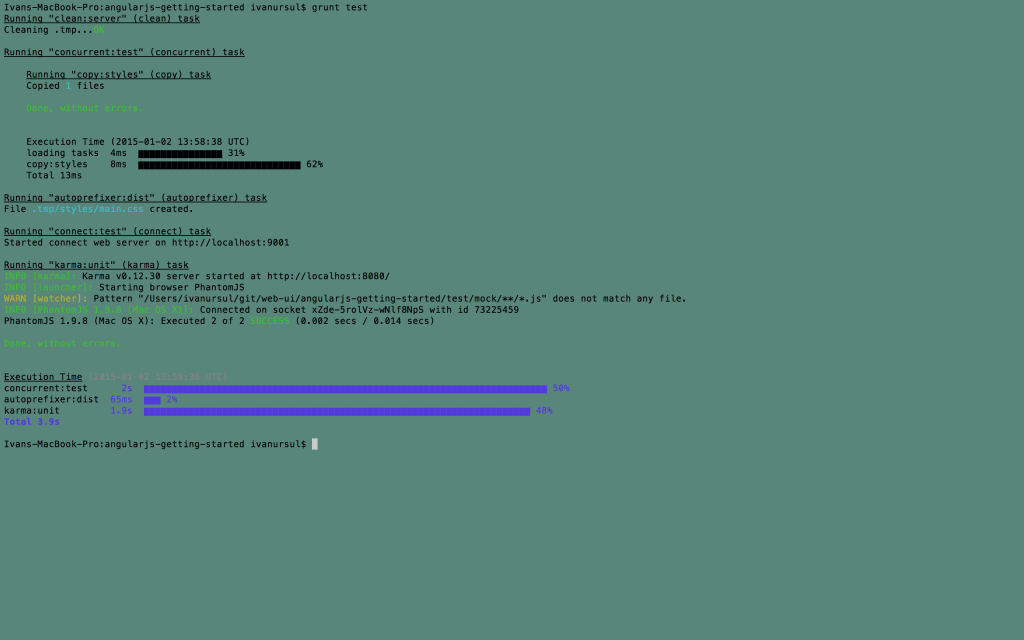 Ivans-MacBook-Pro:angularjs-getting-started ivanursul$ grunt test
Running "clean:server" (clean) task
Cleaning .tmp...OK
Running "concurrent:test" (concurrent) task
Running "copy:styles" (copy) task
Copied 1 files
Done, without errors.
Execution Time (2015-01-02 13:58:38 UTC)
loading tasks 4ms 31%
copy:styles 8ms 62%
Total 13ms
Running "autoprefixer:dist" (autoprefixer) task
File .tmp/styles/main.css created.
Running "connect:test" (connect) task
Started connect web server on http://localhost:9001
Running "karma:unit" (karma) task
INFO [karma]: Karma v0.12.30 server started at http://localhost:8080/
INFO [launcher]: Starting browser PhantomJS
WARN [watcher]: Pattern "/Users/ivanursul/git/web-ui/angularjs-getting-started/test/mock/**/*.js" does not match any file.
INFO [PhantomJS 1.9.8 (Mac OS X)]: Connected on socket xZde-5rolVz-wNlf8NpS with id 73225459
PhantomJS 1.9.8 (Mac OS X): Executed 2 of 2 SUCCESS (0.002 secs / 0.014 secs)
Done, without errors.
Execution Time (2015-01-02 13:58:36 UTC)
concurrent:test 2s 50%
autoprefixer:dist 65ms 2%
karma:unit 1.9s 48%
Total 3.9s
Ivans-MacBook-Pro:angularjs-getting-started ivanursul$